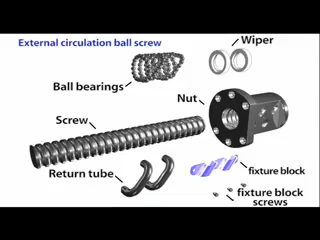 External circulation ball screw
Wiper
Ball bearings
Nut
Screw
Return tube
fixture block
fixture block
screws